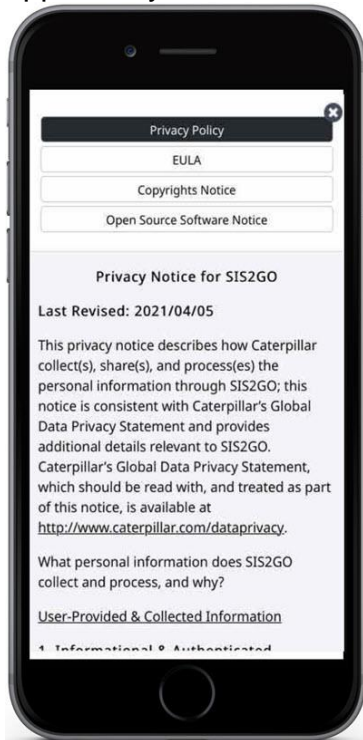 Privacy Policy
EULA
Copyrights Notice
Open Source Software Notice
Privacy Notice for SIS2GO
Last Revised: 2021/04/05
This privacy notice describes how Caterpillar
collect(s), share(s), and process(es) the
personal information through SIS2GO; this
notice is consistent with Caterpillar's Global
Data Privacy Statement and provides
additional details relevant to SIS2GO.
Caterpillar's Global Data Privacy Statement,
which should be read with, and treated as part
of this notice, is available at
http://www.caterpillar.com/dataprivacy.
What personal information does SIS2GO
collect and process, and why?
User-Provided & Collected Information
1. Informational & Authenticated